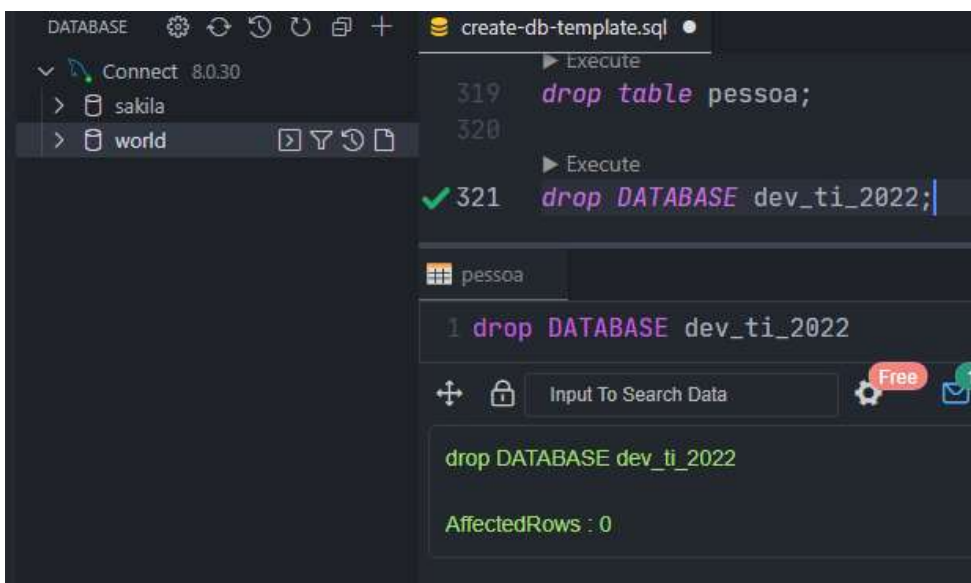 DATABASE
Connect 8.0.30
sakila
world
create-db-template.sql
Execute
319 drop table pessoa;
320
Execute
321 drop DATABASE dev_ti_2022;
pessoa
1 drop DATABASE dev_ti_2022
Input To Search Data
Free
drop DATABASE dev_ti_2022
AffectedRows : 0